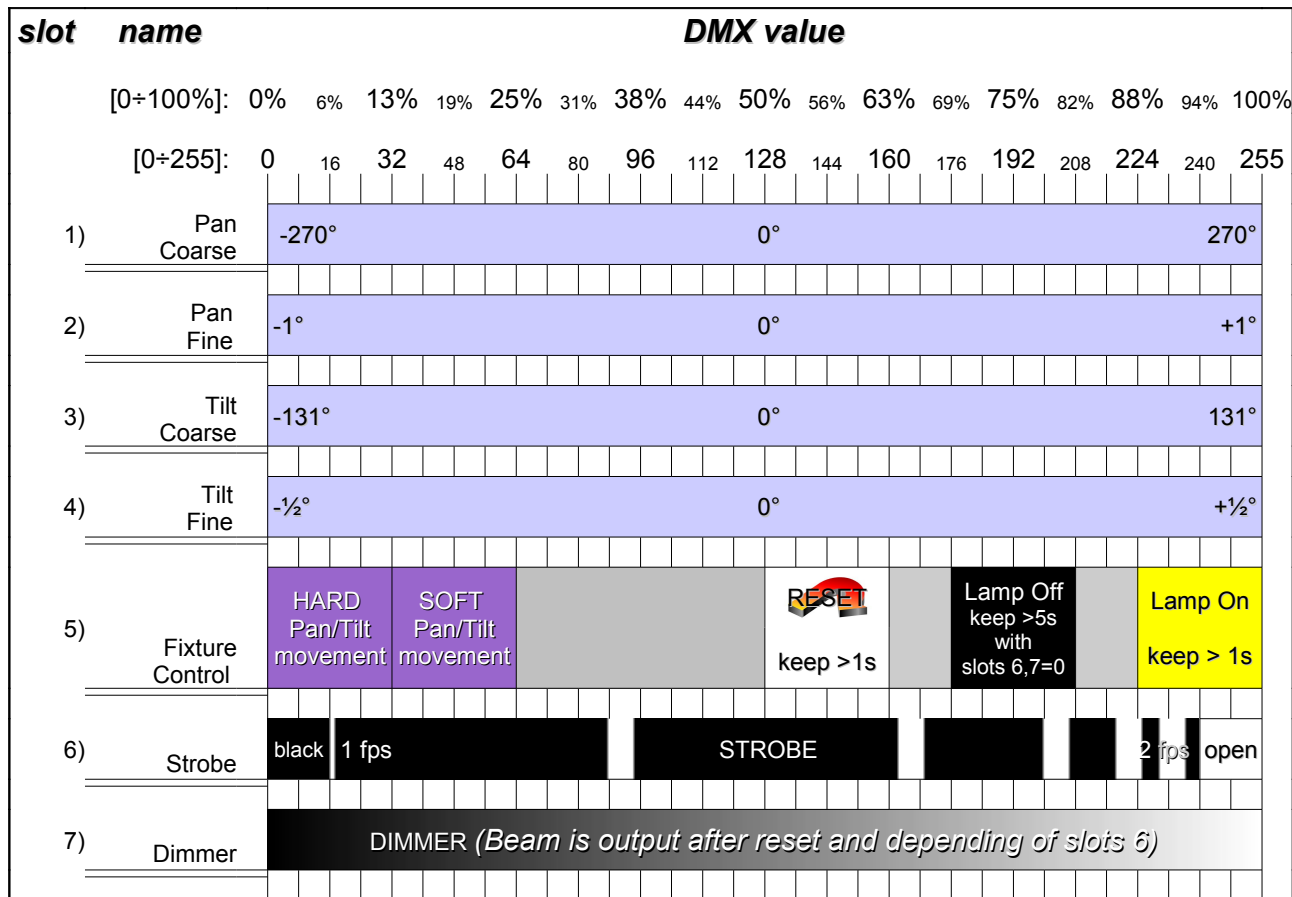 slot name DMX value
[0÷100%]: 0% 6% 13% 19% 25% 31% 38% 44% 50% 56% 63% 69% 75% 82% 88% 94% 100%
[0÷255]: 0 16 32 48 64 80 96 112 128 144 160 176 192 208 224 240 255
1) Pan
Coarse
-270° 0° 270°
2) Pan
Fine
-1° 0° +1°
3) Tilt
Coarse
-131° 0° 131°
4) Tilt
Fine
-½° 0° +½°
5) Fixture
Control
HARD
Pan/Tilt
movement
SOFT
Pan/Tilt
movement
RESET
keep >1s
Lamp Off
keep >5s
with
slots 6,7=0
Lamp On
keep > 1s
6) Strobe
black 1 fps STROBE 2 fps open
7) Dimmer
DIMMER (Beam is output after reset and depending of slots 6)